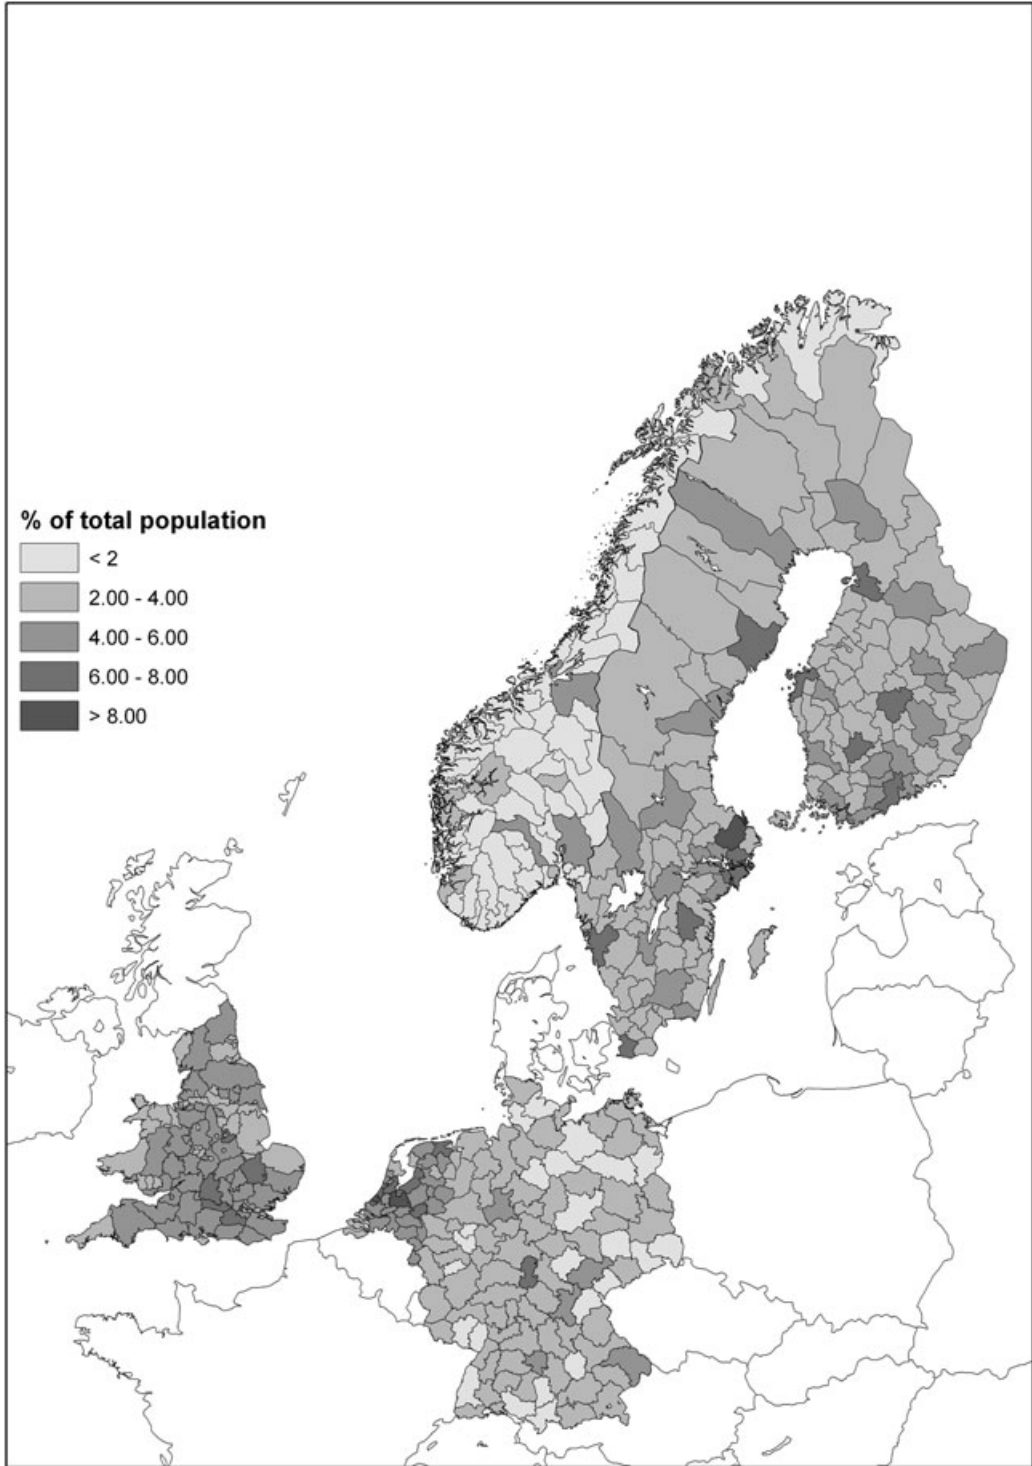 % of total population
< 2
2.00 - 4.00
4.00 - 6.00
6.00 - 8.00
> 8.00